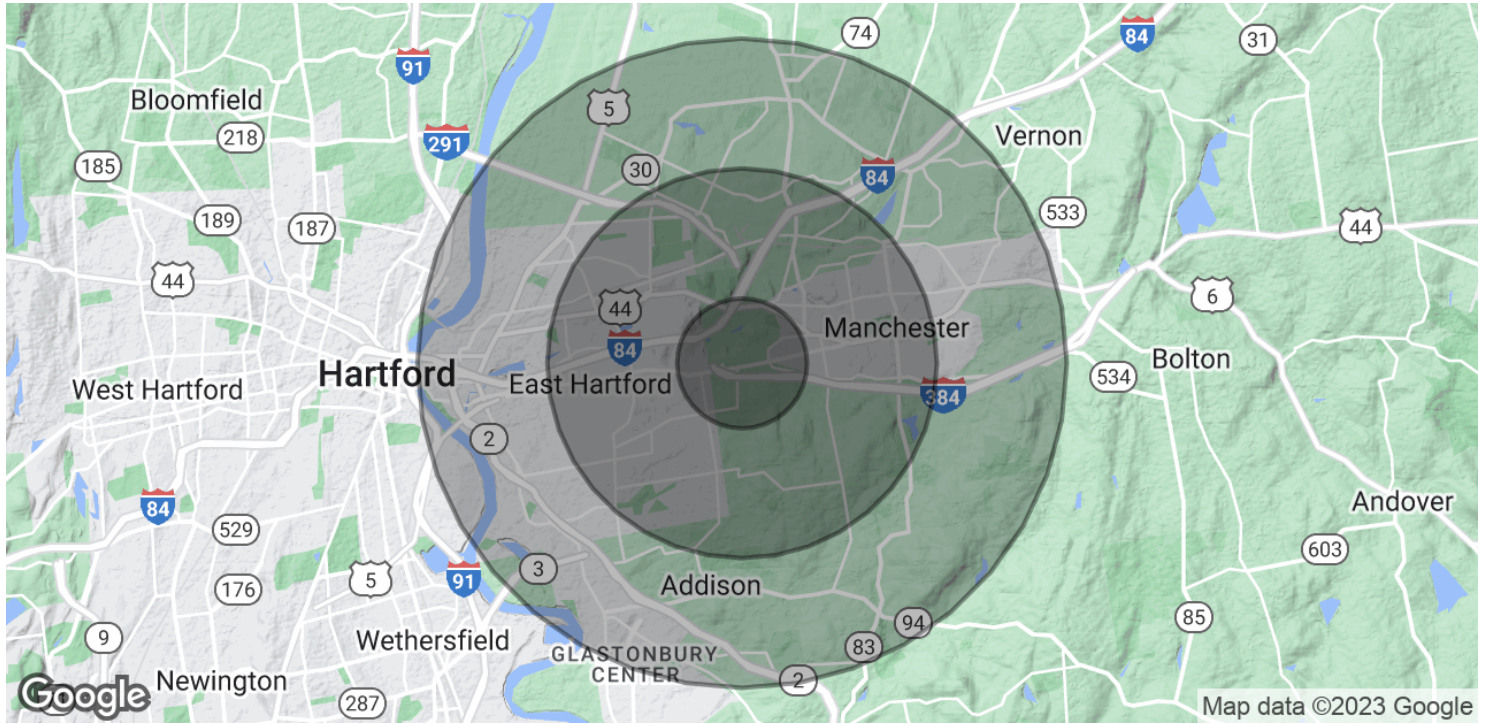 74
84
31
91
5
Bloomfield
218
291
Vernon
185
30
84
189
187
533
44
44
6
44
Manchester
84
Hartford
East Hartford
West Hartford
Bolton
534
384
2
84
Andover
529
603
3
91
5
176
Addison
85
94
9
Wethersfield
83
GLASTONBURY
CENTER
2
Newington
287
Google
Map data ©2023 Google